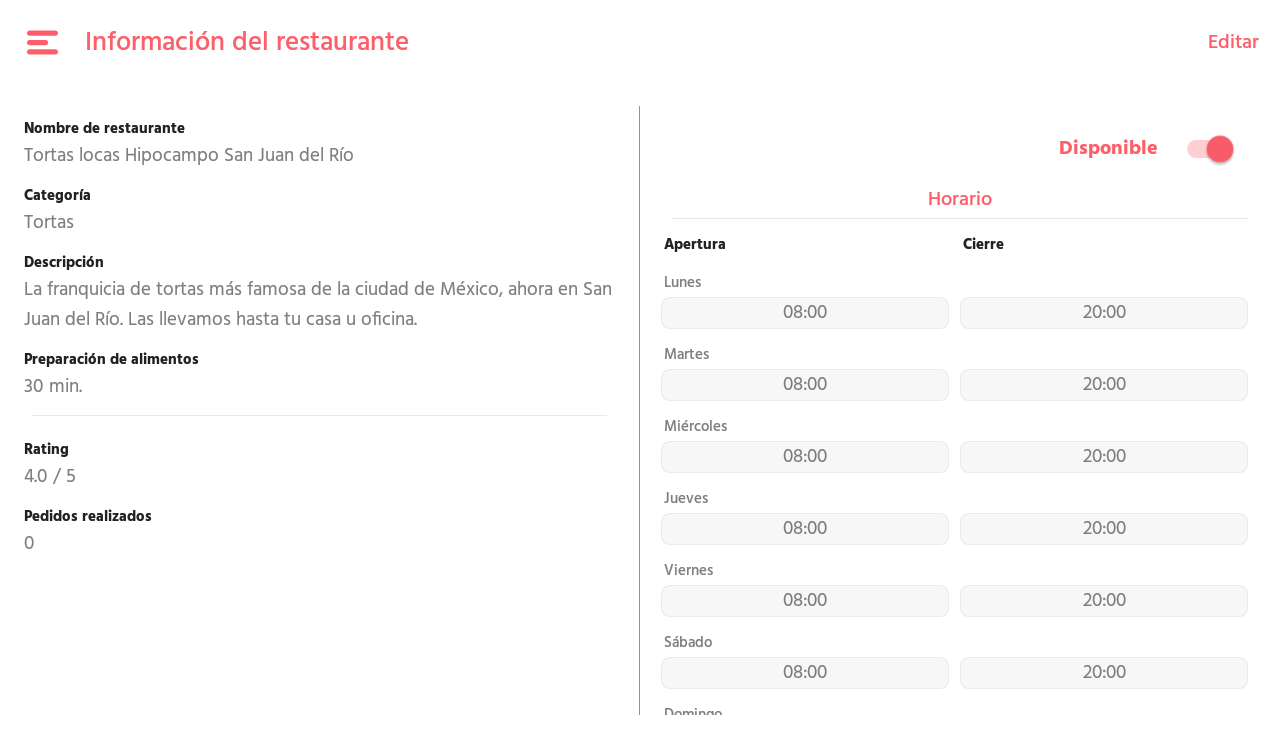 Información del restaurante
Editar
Nombre de restaurante
Tortas locas Hipocampo San Juan del Río
Categoría
Tortas
Descripción
La franquicia de tortas más famosa de la ciudad de México, ahora en San
Juan del Río. Las llevamos hasta tu casa u oficina.
Preparación de alimentos
30 min.
Rating
4.0 / 5
Pedidos realizados
0
Disponible
Horario
Apertura Cierre
Lunes
08:00 20:00
Martes
08:00 20:00
Miércoles
08:00 20:00
Jueves
08:00 20:00
Viernes
08:00 20:00
Sábado
08:00 20:00
Domingo